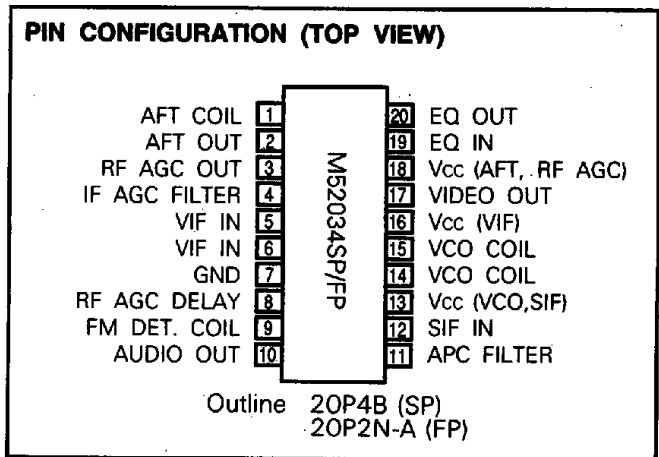 PIN CONFIGURATION (TOP VIEW)
AFT COIL 1
AFT OUT 2
RF AGC OUT 3
IF AGC FILTER 4
VIF IN 5
VIF IN 6
GND 7
RF AGC DELAY 8
FM DET. COIL 9
AUDIO OUT 10
M52034SP/FP
20 EQ OUT
19 EQ IN
18 Vcc (AFT, RF AGC)
17 VIDEO OUT
16 Vcc (VIF)
15 VCO COIL
14 VCO COIL
13 Vcc (VCO,SIF)
12 SIF IN
11 APC FILTER
Outline 20P4B (SP)
20P2N-A (FP)